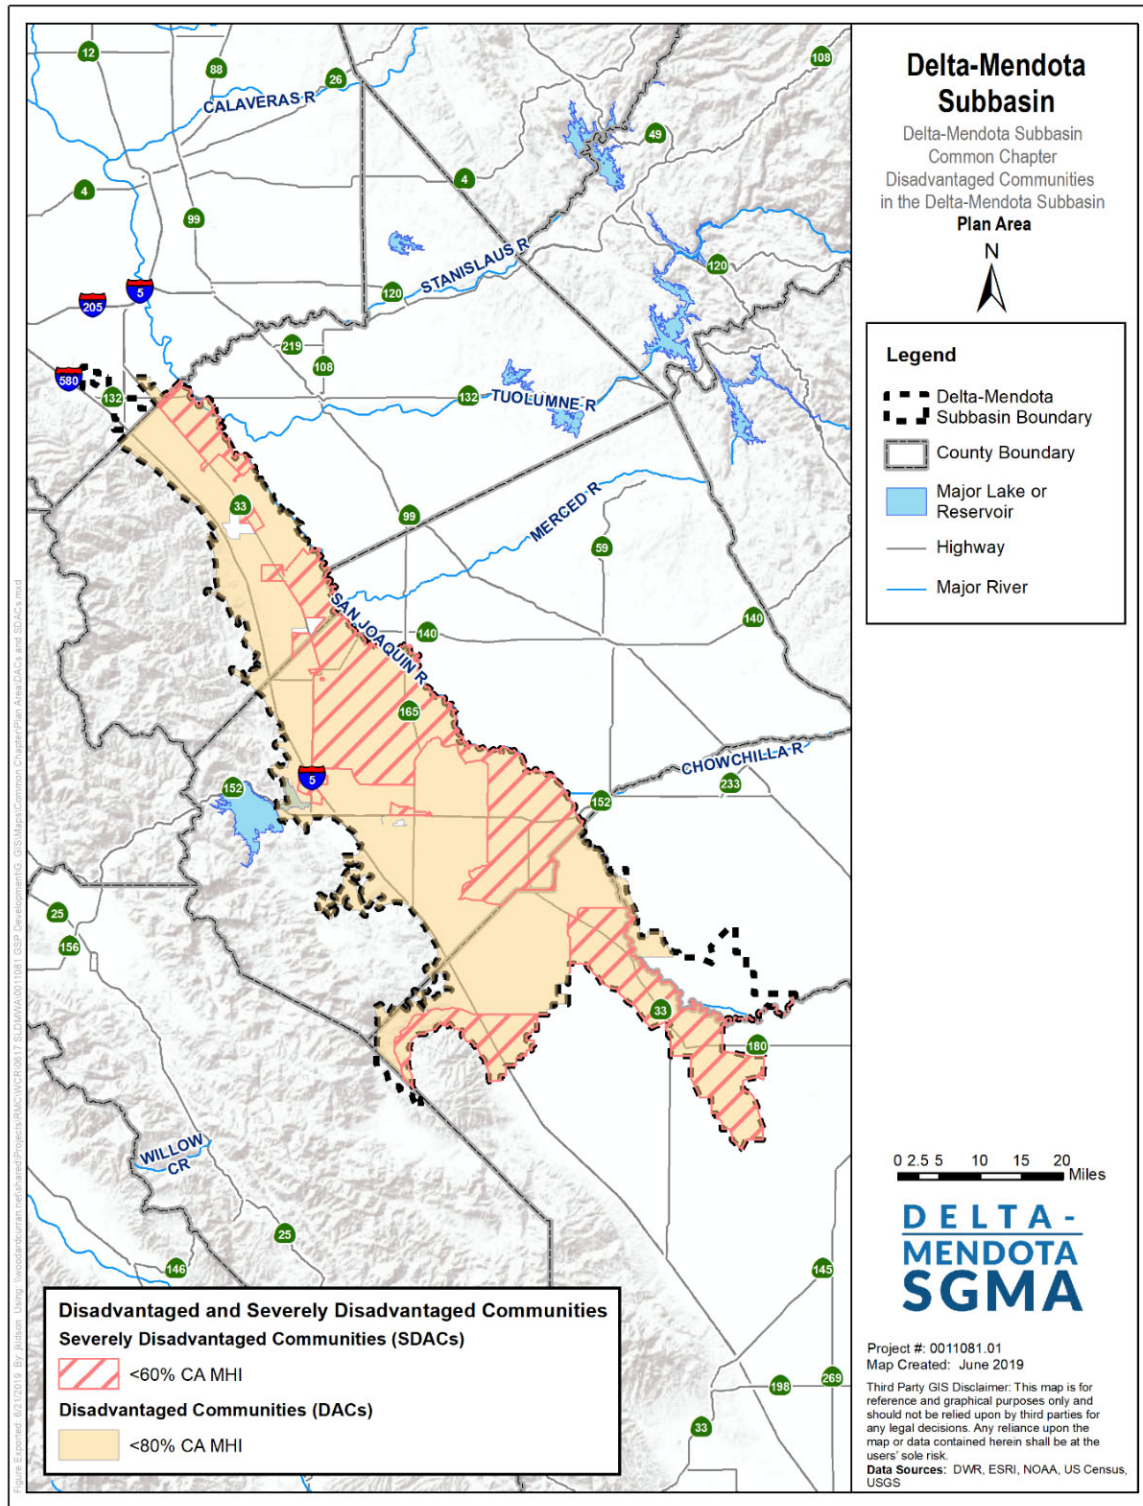 Delta-Mendota
Subbasin
Delta-Mendota Subbasin
Common Chapter
Disadvantaged Communities
in the Delta-Mendota Subbasin
Plan Area
N
Legend
Delta-Mendota
Subbasin Boundary
County Boundary
Major Lake or
Reservoir
Highway
Major River
12
88
26
108
CALAVERAS R
49
4
4
99
STANISLAUS R
120
5
205
120
219
108
580
132
132
TUOLUMNE R
33
99
MERCED R
59
SAN JOAQUIN R
140
140
165
CHOWCHILLA R
5
152
233
152
25
156
33
180
WILLOW
CR
25
146
145
198
269
33
0 2.5 5 10 15 20
Miles
DELTA-
MENDOTA
SGMA
Disadvantaged and Severely Disadvantaged Communities
Severely Disadvantaged Communities (SDACs)
<60% CA MHI
Disadvantaged Communities (DACs)
<80% CA MHI
Project #: 0011081.01
Map Created: June 2019
Third Party GIS Disclaimer: This map is for
reference and graphical purposes only and
should not be relied upon by third parties for
any legal decisions. Any reliance upon the
map or data contained herein shall be at the
users' sole risk.
Data Sources: DWR, ESRI, NOAA, US Census,
USGS